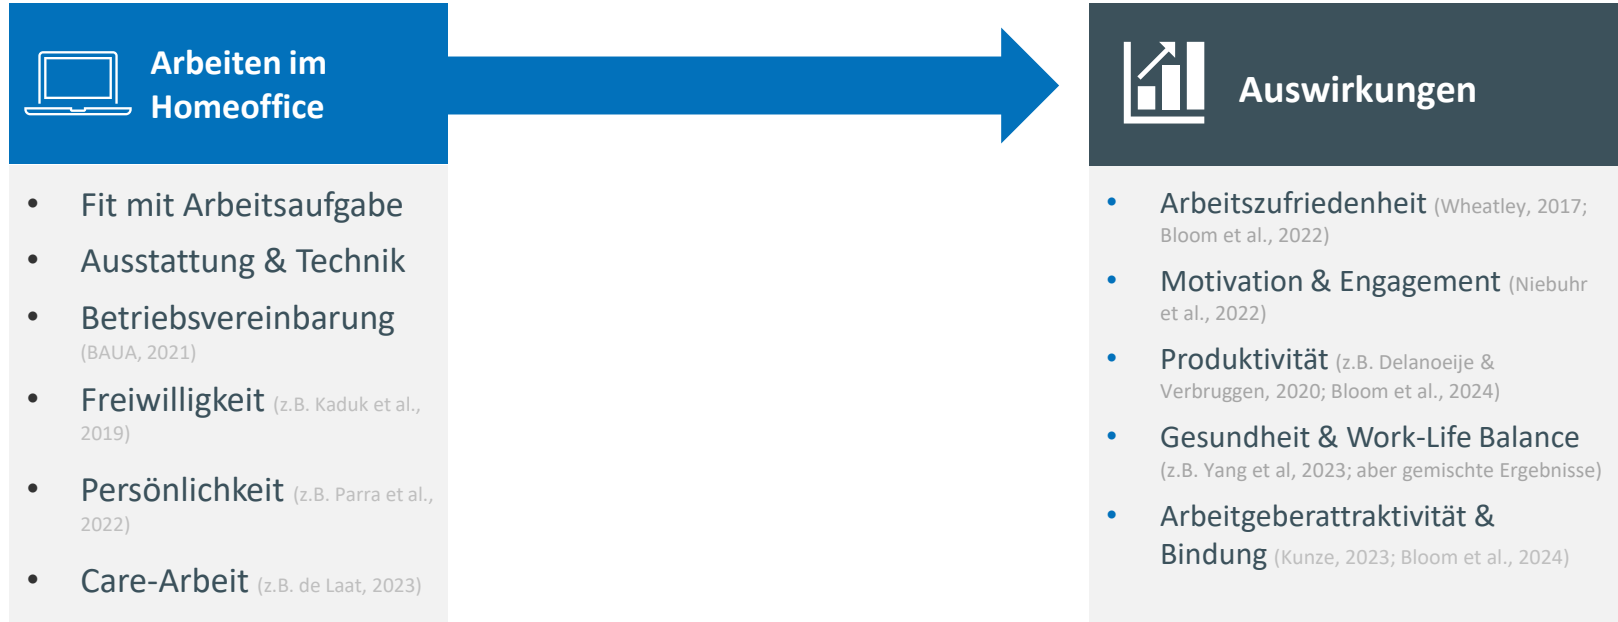 Arbeiten im
Homeoffice
• Fit mit Arbeitsaufgabe
• Ausstattung & Technik
• Betriebsvereinbarung
(BAUA, 2021)
• Freiwilligkeit (z.B. Kaduk et al.,
2019)
• Persönlichkeit (z.B. Parra et al.,
2022)
• Care-Arbeit (z.B. de Laat, 2023)
Auswirkungen
• Arbeitszufriedenheit (Wheatley, 2017;
Bloom et al., 2022)
• Motivation & Engagement (Niebuhr
et al., 2022)
• Produktivität (z.B. Delanoeije &
Verbruggen, 2020; Bloom et al., 2024)
• Gesundheit & Work-Life Balance
(z.B. Yang et al, 2023; aber gemischte Ergebnisse)
• Arbeitgeberattraktivität &
Bindung (Kunze, 2023; Bloom et al., 2024)